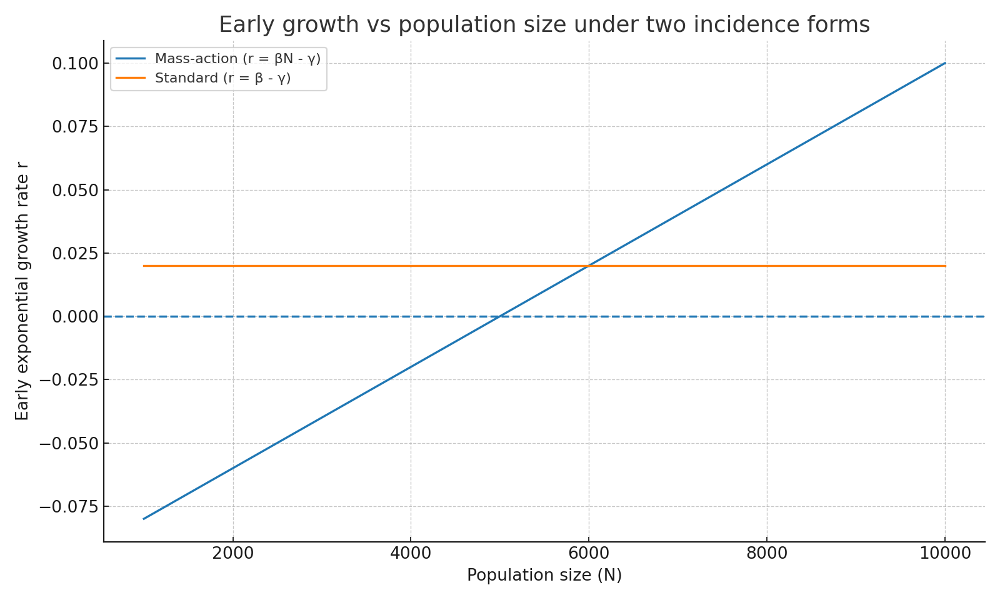 Early growth vs population size under two incidence forms
Mass-action (r = βN - γ)
Standard (r = β - γ)
Early exponential growth rate r
0.100
0.075
0.050
0.025
0.000
−0.025
−0.050
−0.075
2000
4000
6000
8000
10000
Population size (N)